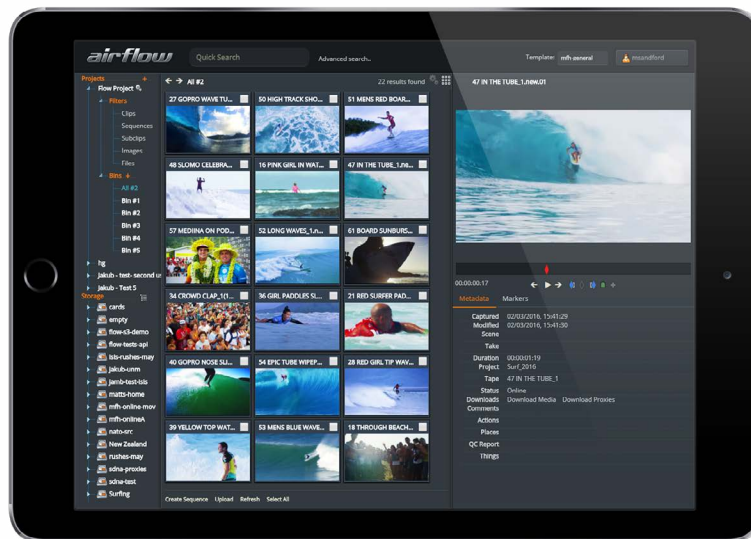 airflow
Quick Search
Advanced search..
Template: mfh-general
msandford
Projects +
Flow Project
Filters
Clips
Sequences
Subclips
Images
Files
Bins +
All #2
Bin #1
Bin #2
Bin #3
Bin #4
Bin #5
hg
Jakub - test- second ur
Jakub - Test 5
Storage
cards
empty
flow-s3-demo
flow-tests-api
isis-rushes-may
jakub-unm
jamb-test-isis
matts-home
mfh-online-mov
mfh-onlineA
nato-src
New Zealand
rushes-may
sdna-proxies
sdna-test
Surfing
All #2
22 results found
27 GOPRO WAVE TU...
50 HIGH TRACK SHO...
51 MENS RED BOAR...
48 SLOMO CELEBRA...
16 PINK GIRL IN WAT...
47 IN THE TUBE_1.ne...
57 MEDIINA ON POD...
52 LONG WAVES_1.n...
61 BOARD SUNBURS...
34 CROWD CLAP_1(1...
36 GIRL PADDLES SL...
21 RED SURFER PAD...
40 GOPRO NOSE SLI...
54 EPIC TUBE WIFEP...
28 RED GIRL TIP WAV...
39 YELLOW TOP WAT...
53 MENS BLUE WAVE...
18 THROUGH BEACH...
Create Sequence Upload Refresh Select All
47 IN THE TUBE_1.new.01
00:00:00:17
Metadata Markers
Captured 02/03/2016, 15:41:29
Modified 02/03/2016, 15:41:30
Scene
Take
Duration 00:00:01:19
Project Surf_2016
Tape 47 IN THE TUBE_1
Status Online
Downloads Download Media Download Proxies
Comments
Actions
Places
QC Report
Things